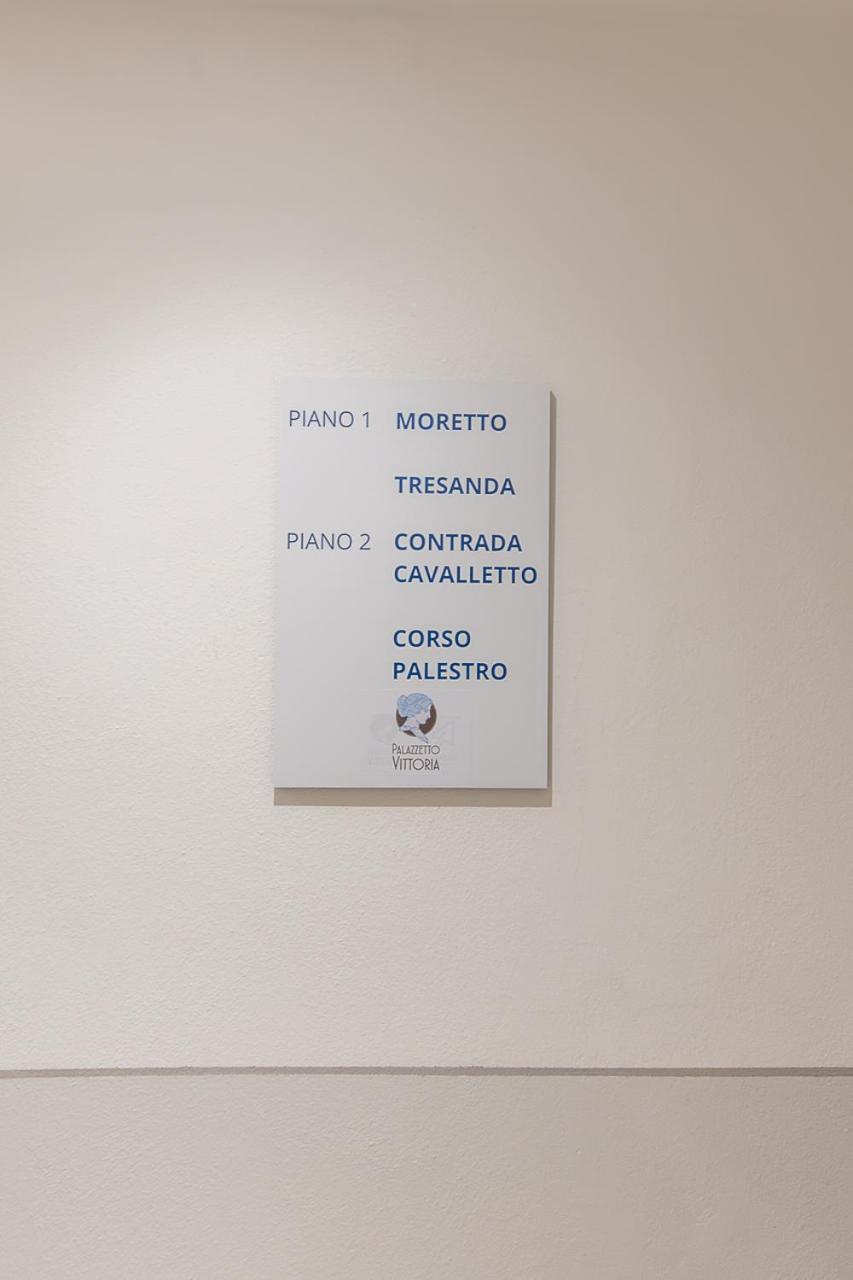 PIANO 1 MORETTO
TRESANDA
PIANO 2 CONTRADA
CAVALLETTO
CORSO
PALESTRO
PALAZZETTO
VITTORIA